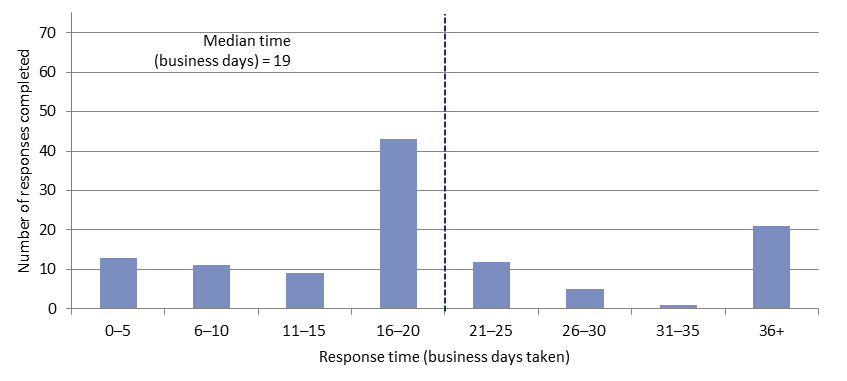 70
60
50
40
30
20
10
0
Number of responses completed
Median time
(business days) = 19
0–5 6–10 11–15 16–20 21–25 26–30 31–35 36+
Response time (business days taken)